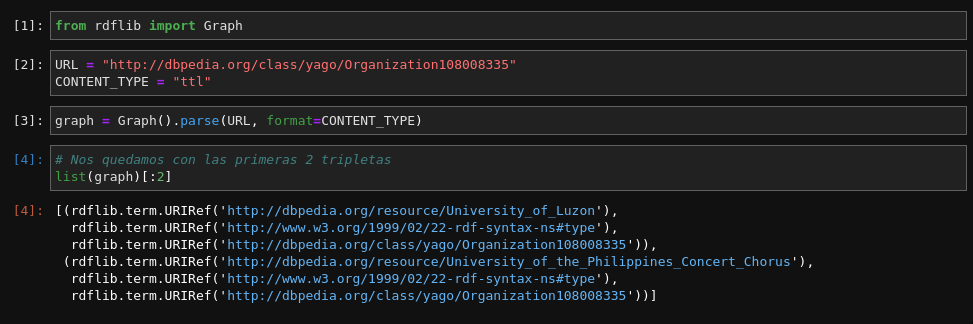 [1]: from rdflib import Graph
[2]: URL = "http://dbpedia.org/class/yago/Organization108008335"
CONTENT_TYPE = "ttl"
[3]: graph = Graph().parse(URL, format=CONTENT_TYPE)
[4]: # Nos quedamos con las primeras 2 tripletas
list(graph)[:2]
[4]: [(rdflib.term.URIRef('http://dbpedia.org/resource/University_of_Luzon'),
rdflib.term.URIRef('http://www.w3.org/1999/02/22-rdf-syntax-ns#type'),
rdflib.term.URIRef('http://dbpedia.org/class/yago/Organization108008335')),
(rdflib.term.URIRef('http://dbpedia.org/resource/University_of_the_Philippines_Concert_Chorus'),
rdflib.term.URIRef('http://www.w3.org/1999/02/22-rdf-syntax-ns#type'),
rdflib.term.URIRef('http://dbpedia.org/class/yago/Organization108008335'))]